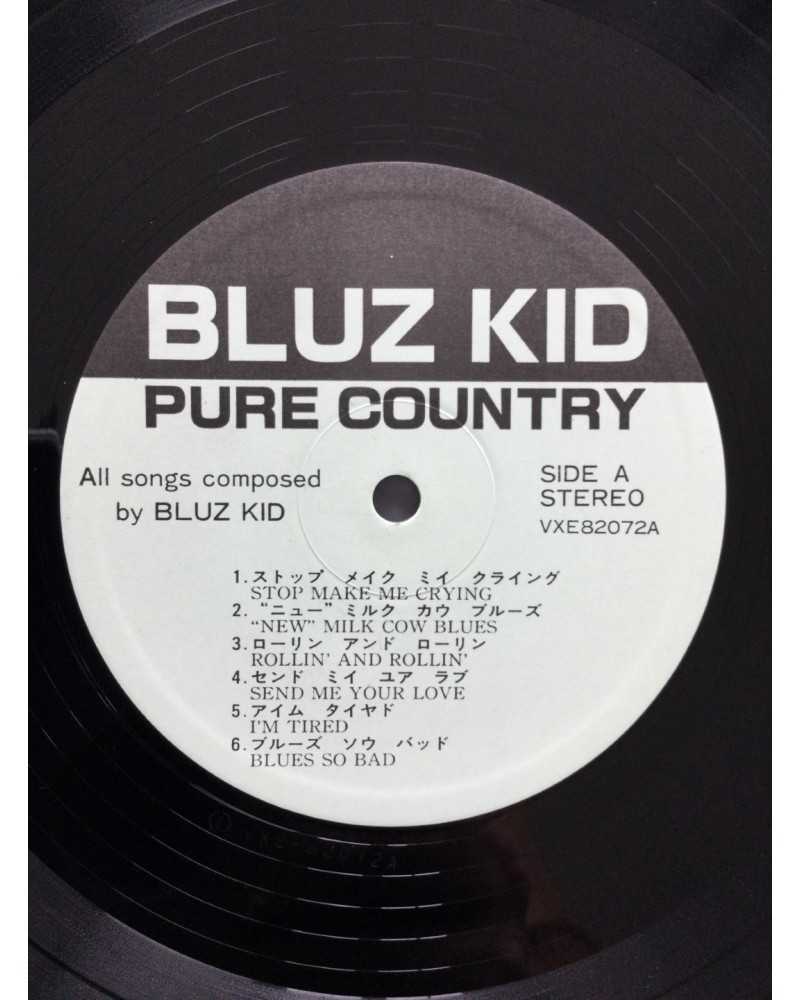 BLUZ KID
PURE COUNTRY
All songs composed
by BLUZ KID
SIDE A
STEREO
VXE82072A
1.ストップ メイク ミイ クライング
STOP MAKE ME CRYING
2.“ニュー”ミルク カウ ブルーズ
“NEW” MILK COW BLUES
3.ローリン アンド ローリン
ROLLIN' AND ROLLIN'
4.センド ミイ ユア ラブ
SEND ME YOUR LOVE
5.アイム タイヤド
I'M TIRED
6.ブルーズ ソウ バッド
BLUES SO BAD